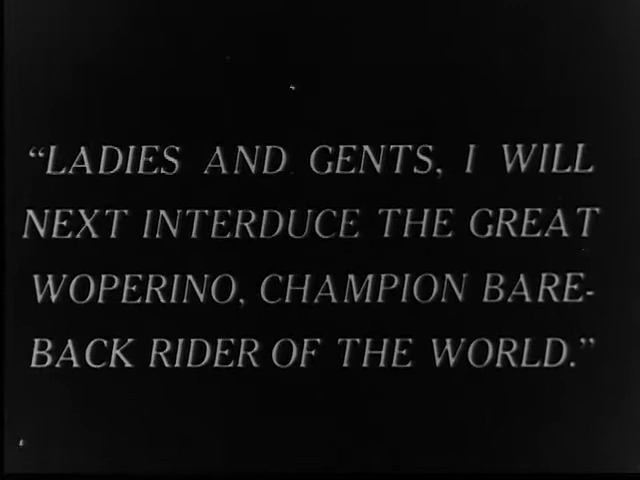 “LADIES AND GENTS, I WILL
NEXT INTERDUCE THE GREAT
WOPERINO, CHAMPION BARE-
BACK RIDER OF THE WORLD.”